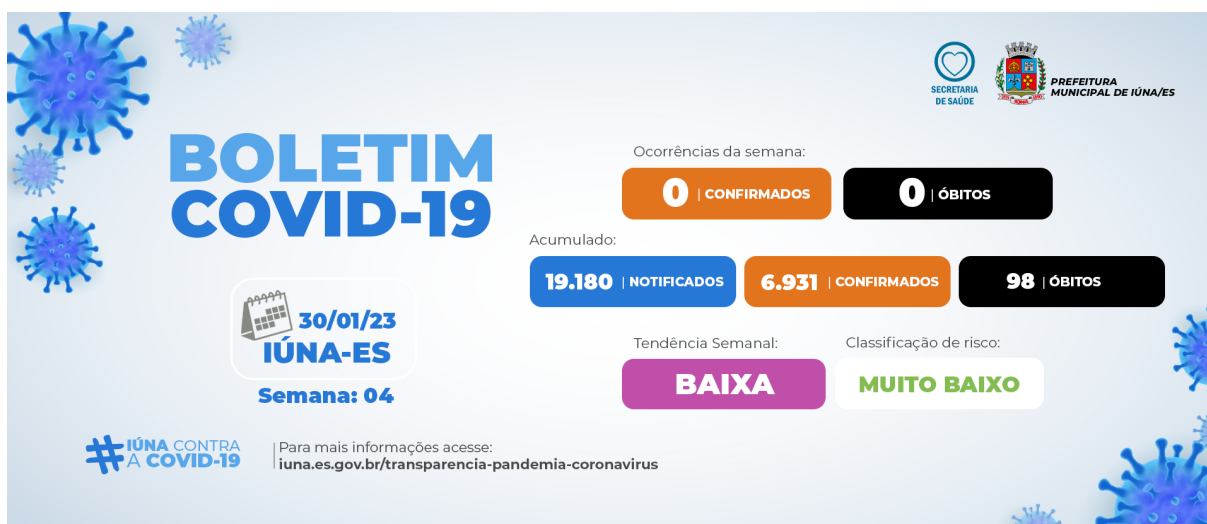 SECRETARIA
DE SAÚDE
PREFEITURA
MUNICIPAL DE IÚNA/ES
BOLETIM
COVID-19
30/01/23
IÚNA-ES
Semana: 04
Ocorrências da semana:
0 | CONFIRMADOS
0 | ÓBITOS
Acumulado:
19.180 | NOTIFICADOS
6.931 | CONFIRMADOS
98 | ÓBITOS
Tendência Semanal:
BAIXA
Classificação de risco:
MUITO BAIXO
#IÚNA CONTRA
A COVID-19
Para mais informações acesse:
iuna.es.gov.br/transparencia-pandemia-coronavirus